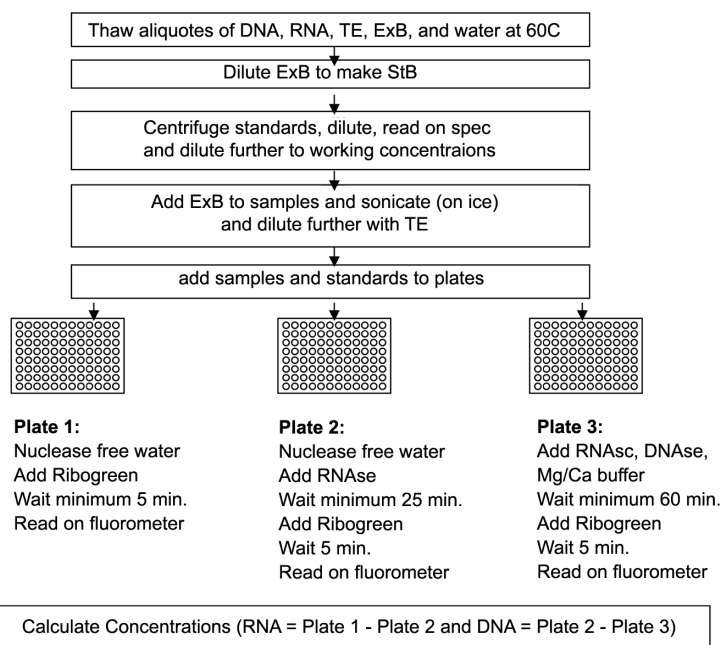 Thaw aliquotes of DNA, RNA, TE, ExB, and water at 60C
Dilute ExB to make StB
Centrifuge standards, dilute, read on spec
and dilute further to working concentraions
Add ExB to samples and sonicate (on ice)
and dilute further with TE
add samples and standards to plates
Plate 1:
Nuclease free water
Add Ribogreen
Wait minimum 5 min.
Read on fluorometer
Plate 2:
Nuclease free water
Add RNAse
Wait minimum 25 min.
Add Ribogreen
Wait 5 min.
Read on fluorometer
Plate 3:
Add RNAsc, DNAse,
Mg/Ca buffer
Wait minimum 60 min.
Add Ribogreen
Wait 5 min.
Read on fluorometer
Calculate Concentrations (RNA = Plate 1 - Plate 2 and DNA = Plate 2 - Plate 3)